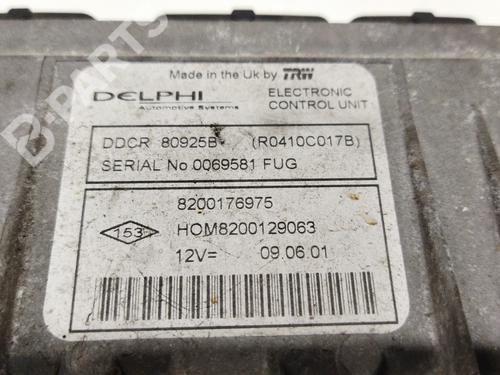 Made in the Uk by TRW
DELPHI
Automotive Systems
ELECTRONIC
CONTROL UNIT
DDCR 80925B- (R0410C017B)
SERIAL No 0069581 FUG
8200176975
153 HOM8200129063
12V= 09.06.01
B-PARTS